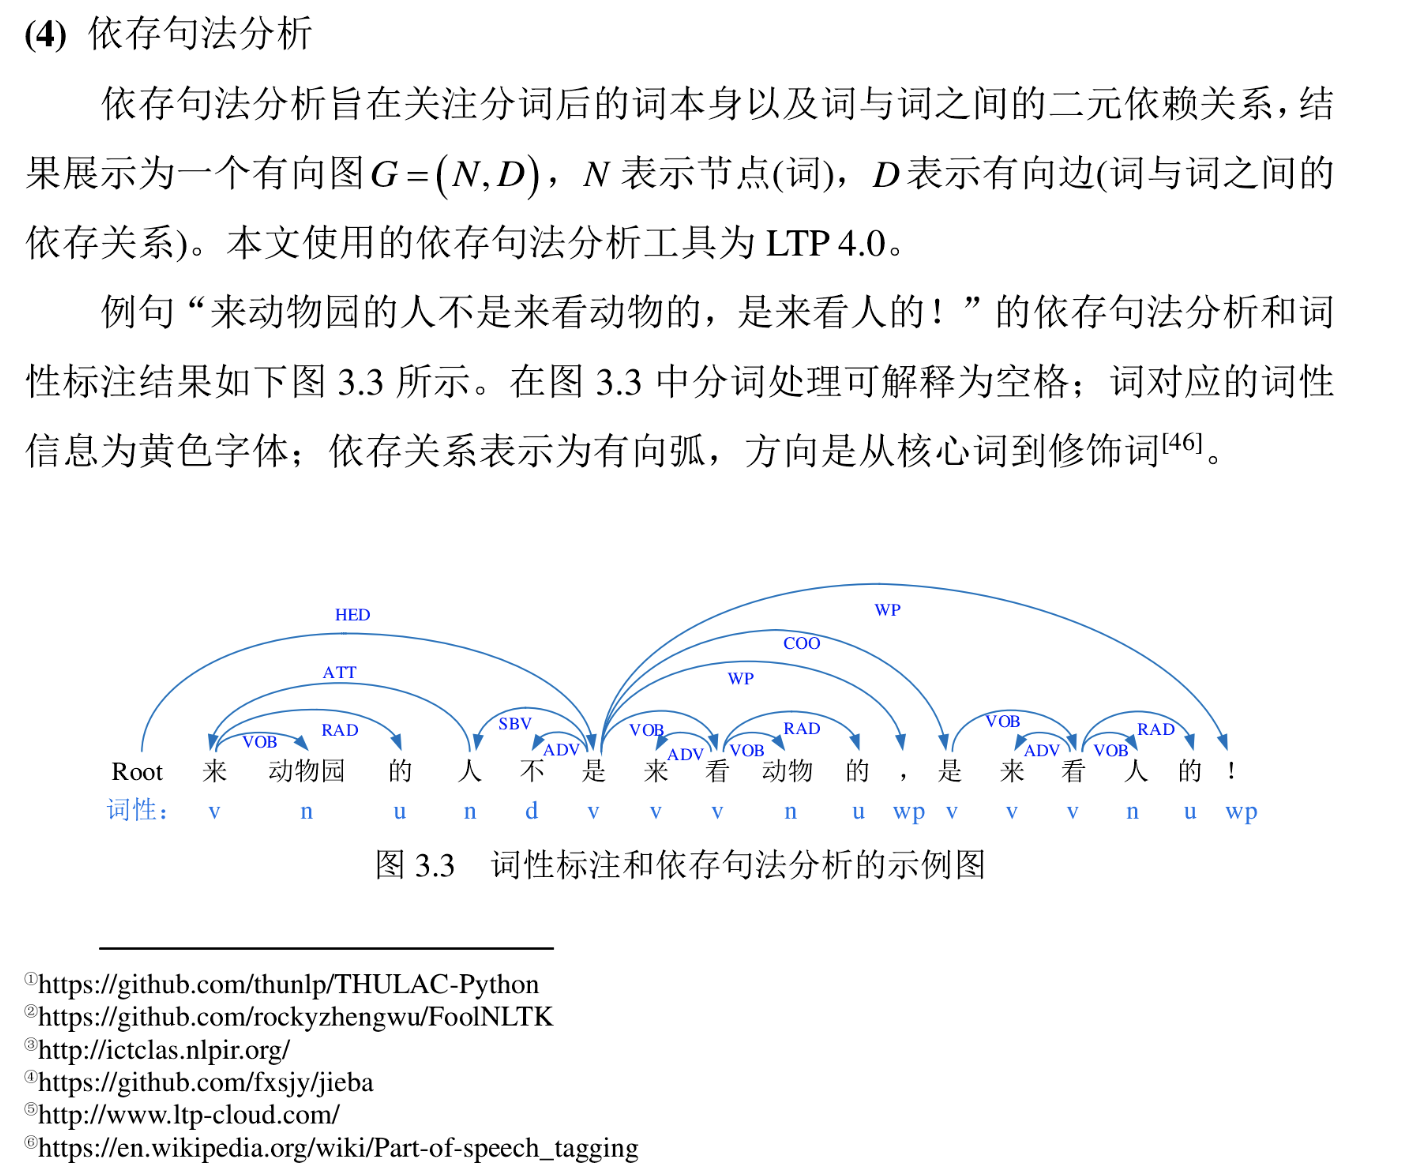 (4) 依存句法分析
依存句法分析旨在关注分词后的词本身以及词与词之间的二元依赖关系，结
果展示为一个有向图G=(N,D)，N 表示节点(词)，D表示有向边(词与词之间的
依存关系)。本文使用的依存句法分析工具为 LTP 4.0。
例句“来动物园的人不是来看动物的，是来看人的！”的依存句法分析和词
性标注结果如下图 3.3 所示。在图 3.3 中分词处理可解释为空格；词对应的词性
信息为黄色字体；依存关系表示为有向弧，方向是从核心词到修饰词[46]。
WP
HED
COO
ATT
WP
SBV VOB
RAD VOB RAD RAD
VOB ADV ADV VOB ADV VOB
Root 来 动物园 的 人 不 是 来 看 动物 的 ， 是 来 看 人 的 ！
词性： v n u n d v v v n u wp v v v n u wp
图 3.3 词性标注和依存句法分析的示例图
①https://github.com/thunlp/THULAC-Python
②https://github.com/rockyzhengwu/FoolNLTK
③http://ictclas.nlpir.org/
④https://github.com/fxsjy/jieba
⑤http://www.ltp-cloud.com/
⑥https://en.wikipedia.org/wiki/Part-of-speech_tagging